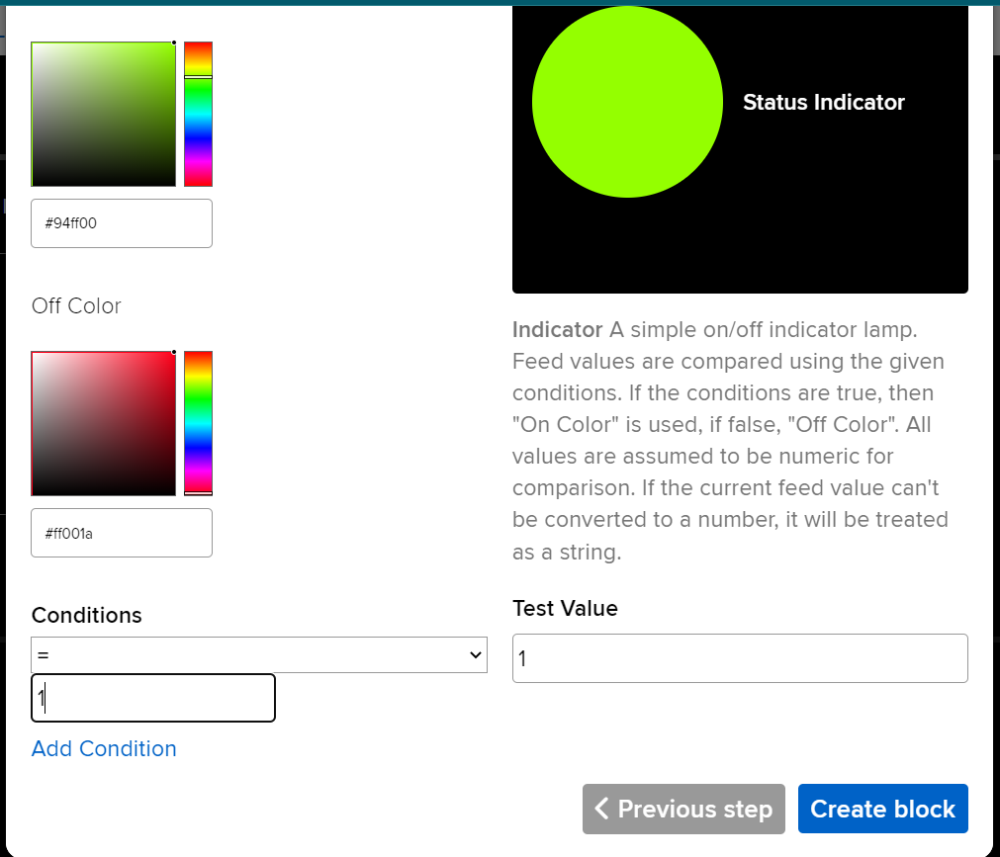 #94ff00
Off Color
#ff001a
Conditions
=
1
Add Condition
Status Indicator
Indicator A simple on/off indicator lamp.
Feed values are compared using the given
conditions. If the conditions are true, then
"On Color" is used, if false, "Off Color". All
values are assumed to be numeric for
comparison. If the current feed value can't
be converted to a number, it will be treated
as a string.
Test Value
1
Previous step
Create block